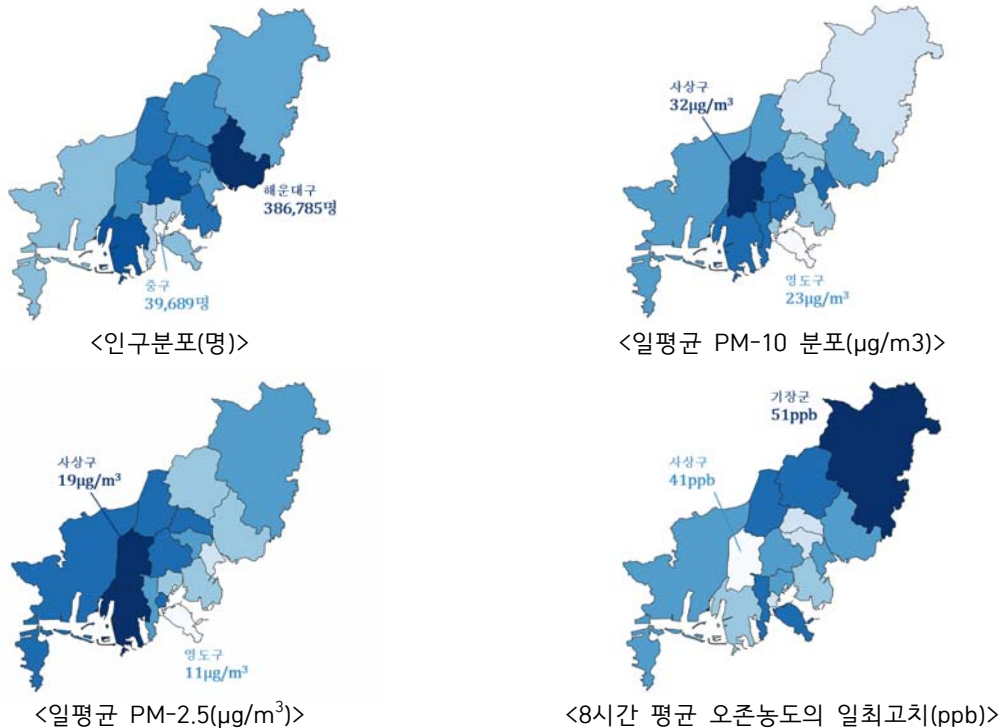 해운대구
386,785명
중구
39,689명
<인구분포(명)>
사상구
32μg/m³
영도구
23μg/m³
<일평균 PM-10 분포(μg/m3)>
사상구
19μg/m³
영도구
11μg/m³
<일평균 PM-2.5(μg/m³)>
기장군
51ppb
사상구
41ppb
<8시간 평균 오존농도의 일최고치(ppb)>